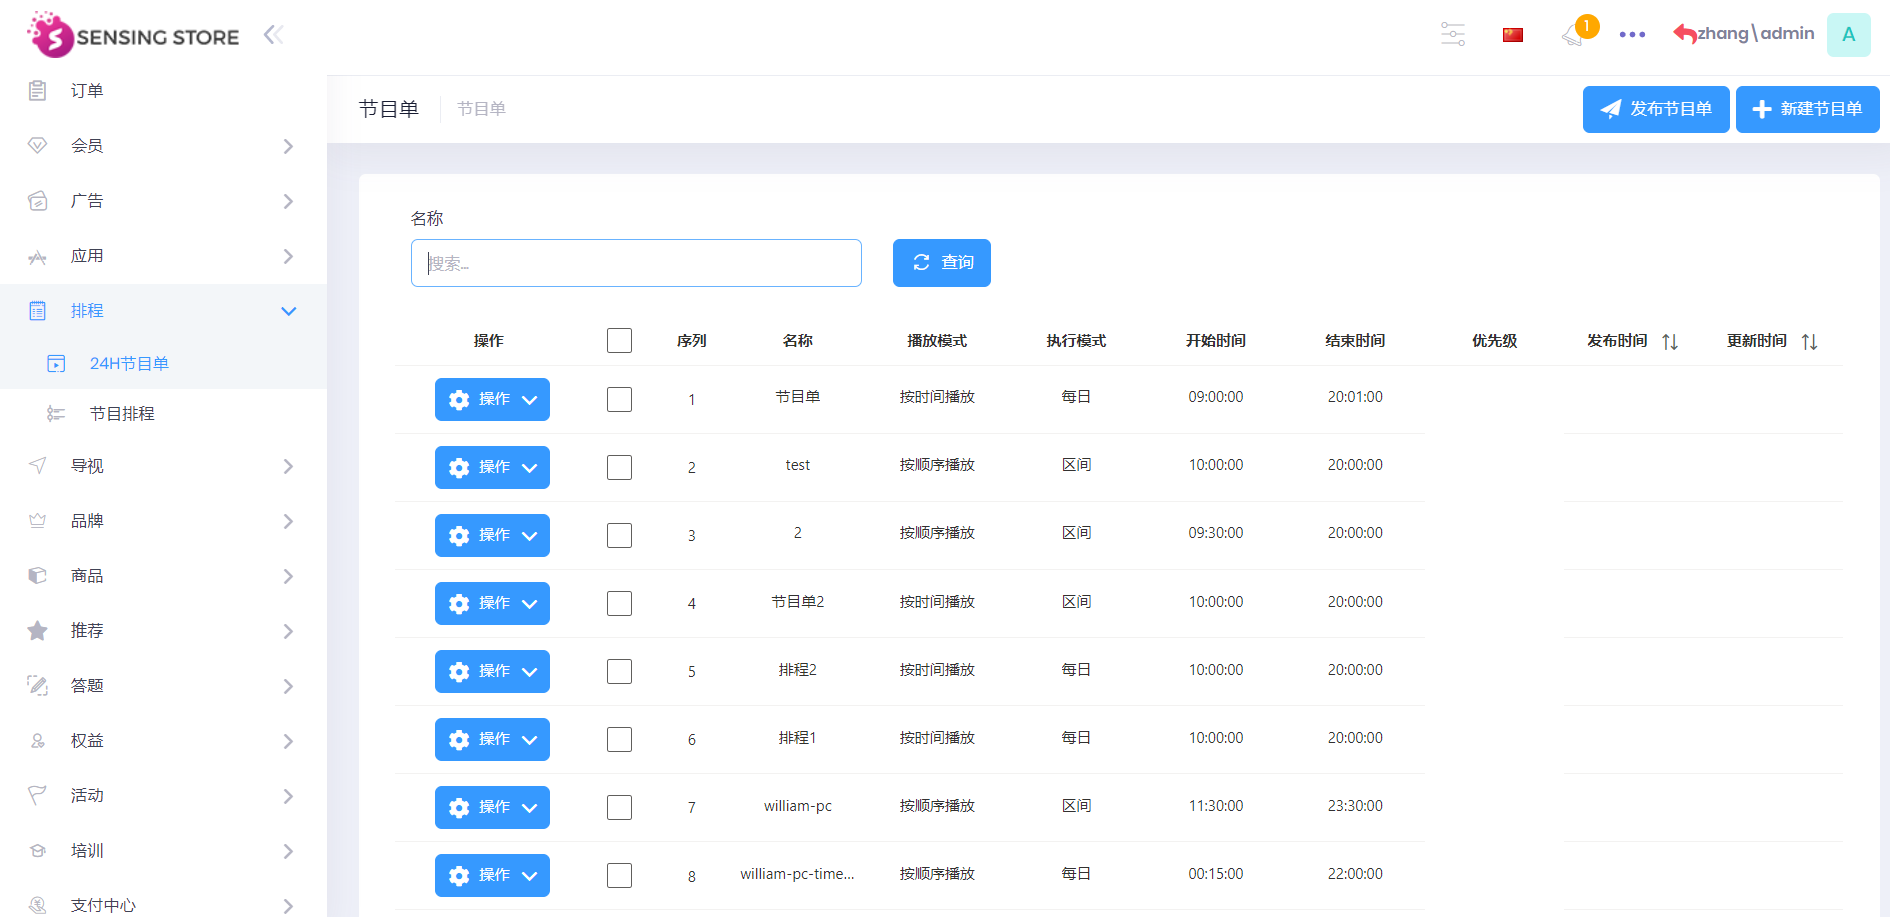 SENSING STORE
1
zhang\admin
A
订单
会员
广告
应用
排程
24H节目单
节目排程
导视
品牌
商品
推荐
答题
权益
活动
培训
支付中心
节目单 节目单
发布节目单 新建节目单
名称
搜索...
查询
操作 序列 名称 播放模式 执行模式 开始时间 结束时间 优先级 发布时间 更新时间
操作 1 节目单 按时间播放 每日 09:00:00 20:01:00
操作 2 test 按顺序播放 区间 10:00:00 20:00:00
操作 3 2 按顺序播放 区间 09:30:00 20:00:00
操作 4 节目单2 按时间播放 区间 10:00:00 20:00:00
操作 5 排程2 按时间播放 每日 10:00:00 20:00:00
操作 6 排程1 按时间播放 每日 10:00:00 20:00:00
操作 7 william-pc 按顺序播放 区间 11:30:00 23:30:00
操作 8 william-pc-time... 按顺序播放 每日 00:15:00 22:00:00